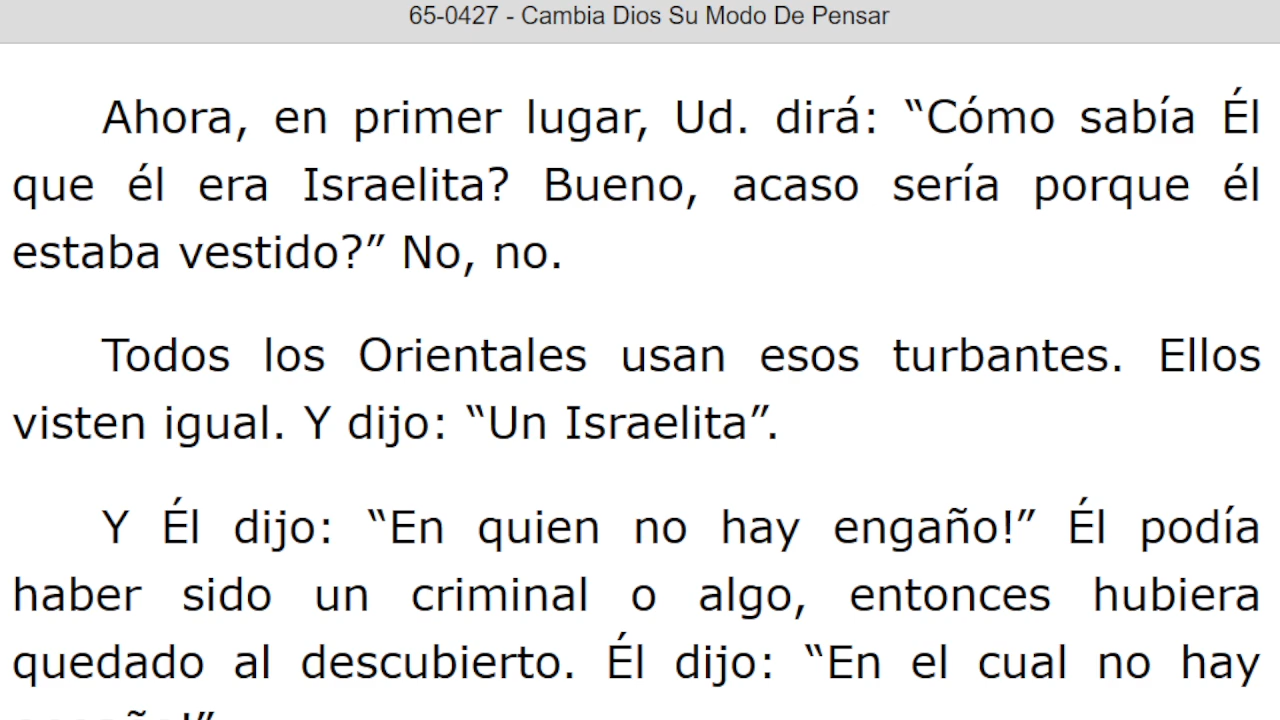 65-0427 - Cambia Dios Su Modo De Pensar
Ahora, en primer lugar, Ud. dirá: “Cómo sabía Él
que él era Israelita? Bueno, acaso sería porque él
estaba vestido?” No, no.
Todos los Orientales usan esos turbantes. Ellos
visten igual. Y dijo: “Un Israelita”.
Y Él dijo: “En quien no hay engaño!” Él podía
haber sido un criminal o algo, entonces hubiera
quedado al descubierto. Él dijo: “En el cual no hay